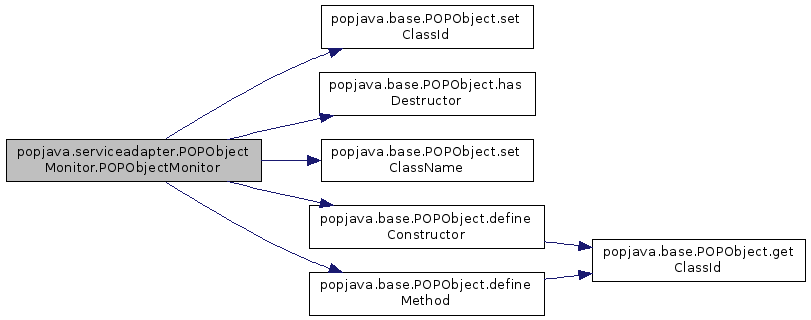 popjava.base.POPObject.set
ClassId
popjava.base.POPObject.has
Destructor
popjava.serviceadapter.POPObject
Monitor.POPObjectMonitor
popjava.base.POPObject.set
ClassName
popjava.base.POPObject.define
Constructor
popjava.base.POPObject.get
ClassId
popjava.base.POPObject.define
Method